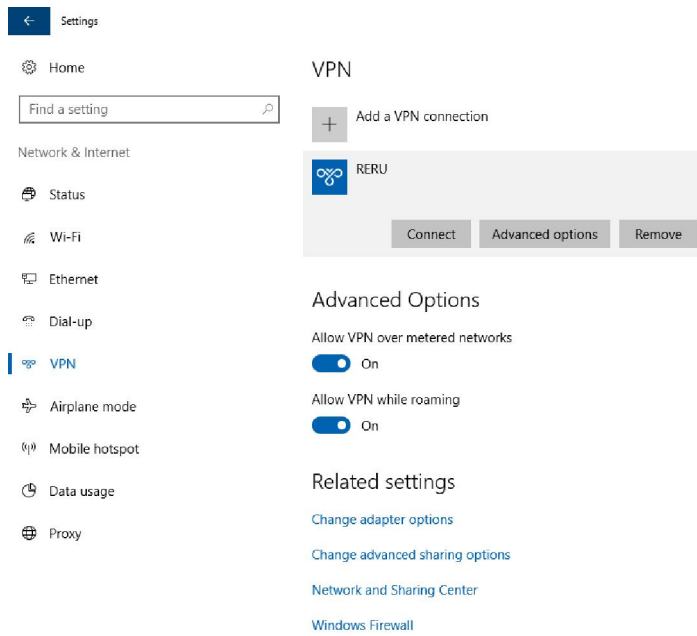 Settings
Home
Find a setting
Network & Internet
Status
Wi-Fi
Ethernet
Dial-up
VPN
Airplane mode
Mobile hotspot
Data usage
Proxy
VPN
Add a VPN connection
RERU
Connect Advanced options Remove
Advanced Options
Allow VPN over metered networks
On
Allow VPN while roaming
On
Related settings
Change adapter options
Change advanced sharing options
Network and Sharing Center
Windows Firewall